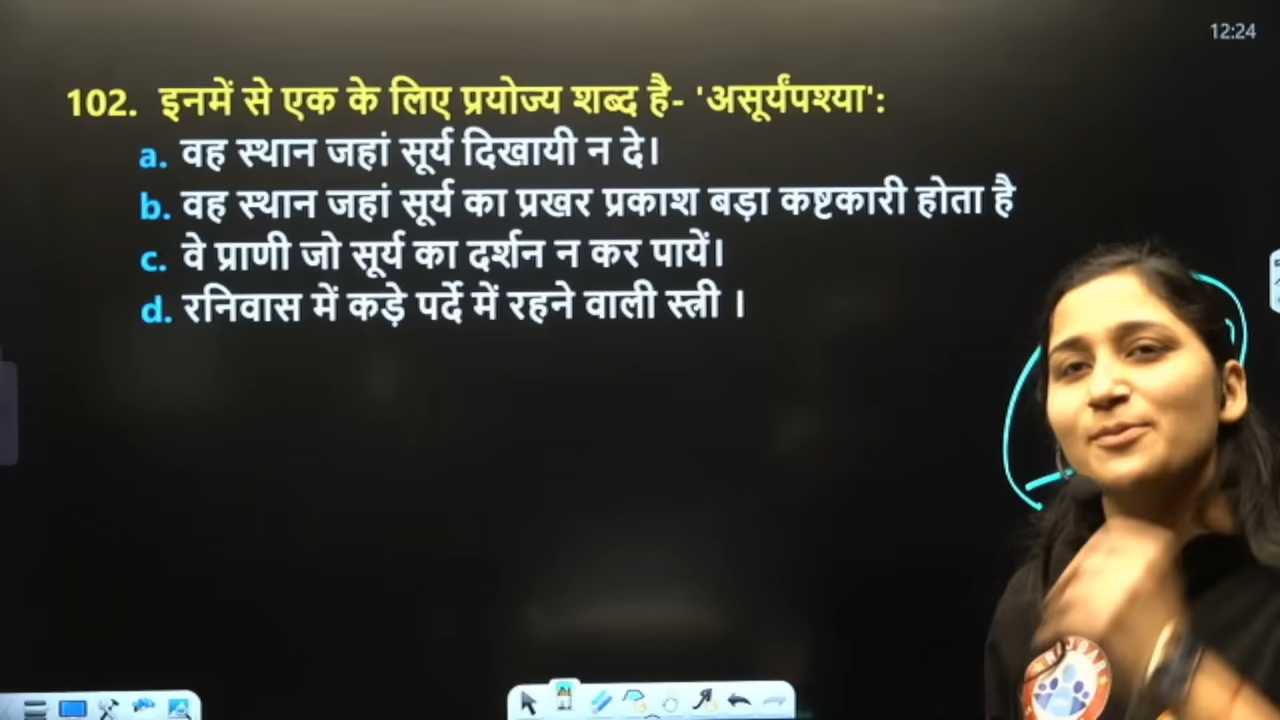 12:24
102. इनमें से एक के लिए प्रयोज्य शब्द है- 'असूर्यंपश्या':
a. वह स्थान जहां सूर्य दिखायी न दे।
b. वह स्थान जहां सूर्य का प्रखर प्रकाश बड़ा कष्टकारी होता है
c. वे प्राणी जो सूर्य का दर्शन न कर पायें।
d. रनिवास में कड़े पर्दे में रहने वाली स्त्री ।